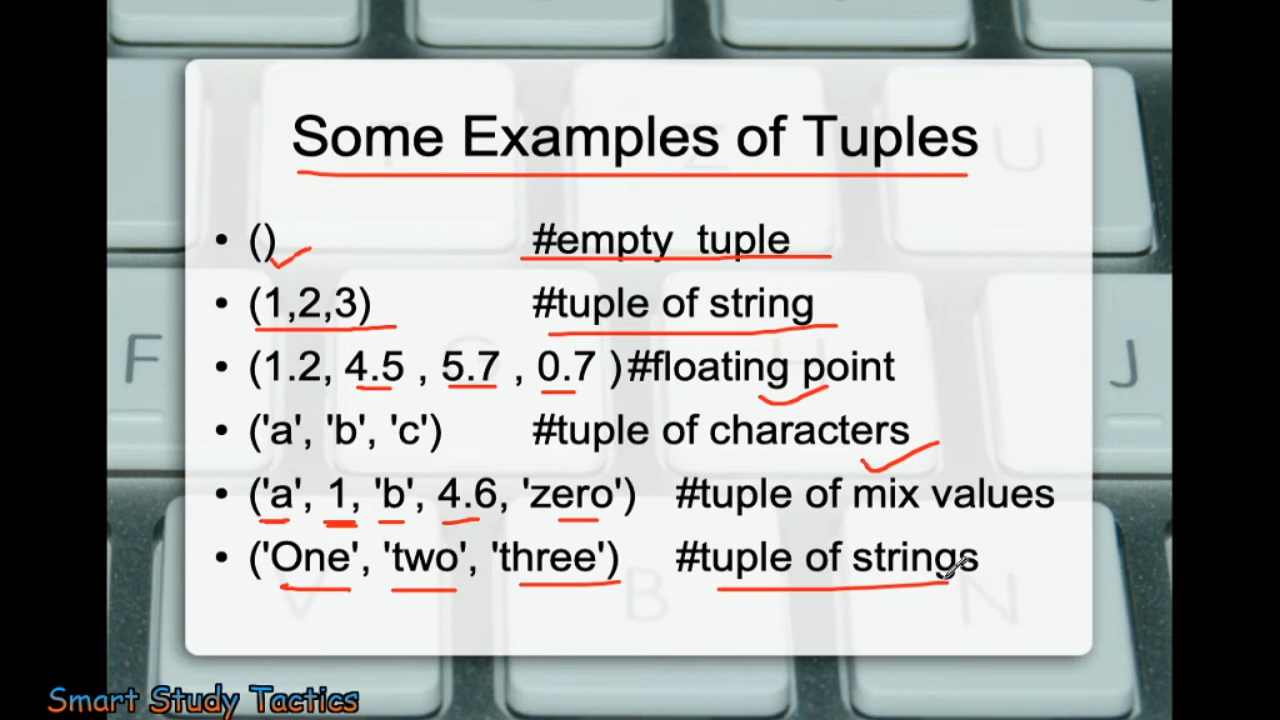 Some Examples of Tuples
• () #empty tuple
• (1,2,3) #tuple of string
• (1.2, 4.5 , 5.7 , 0.7 )#floating point
• ('a', 'b', 'c') #tuple of characters
• ('a', 1, 'b', 4.6, 'zero') #tuple of mix values
• ('One', 'two', 'three') #tuple of strings
F
J
U
V
B
N
Smart Study Tactics